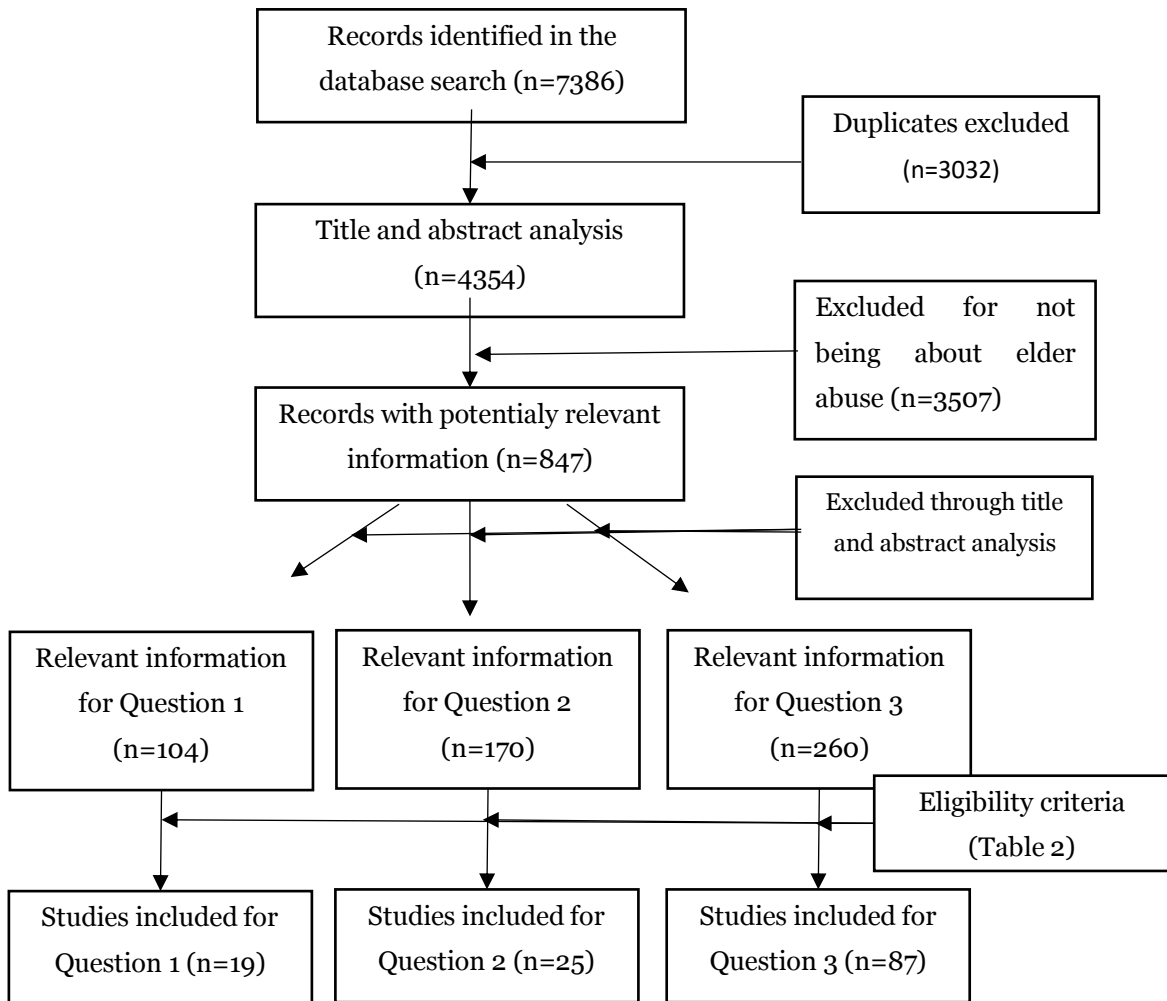 Records identified in the
database search (n=7386)
Duplicates excluded
(n=3032)
Title and abstract analysis
(n=4354)
Excluded for not
being about elder
abuse (n=3507)
Records with potentialy relevant
information (n=847)
Excluded through title
and abstract analysis
Relevant information
for Question 1
(n=104)
Relevant information
for Question 2
(n=170)
Relevant information
for Question 3
(n=260)
Eligibility criteria
(Table 2)
Studies included for
Question 1 (n=19)
Studies included for
Question 2 (n=25)
Studies included for
Question 3 (n=87)